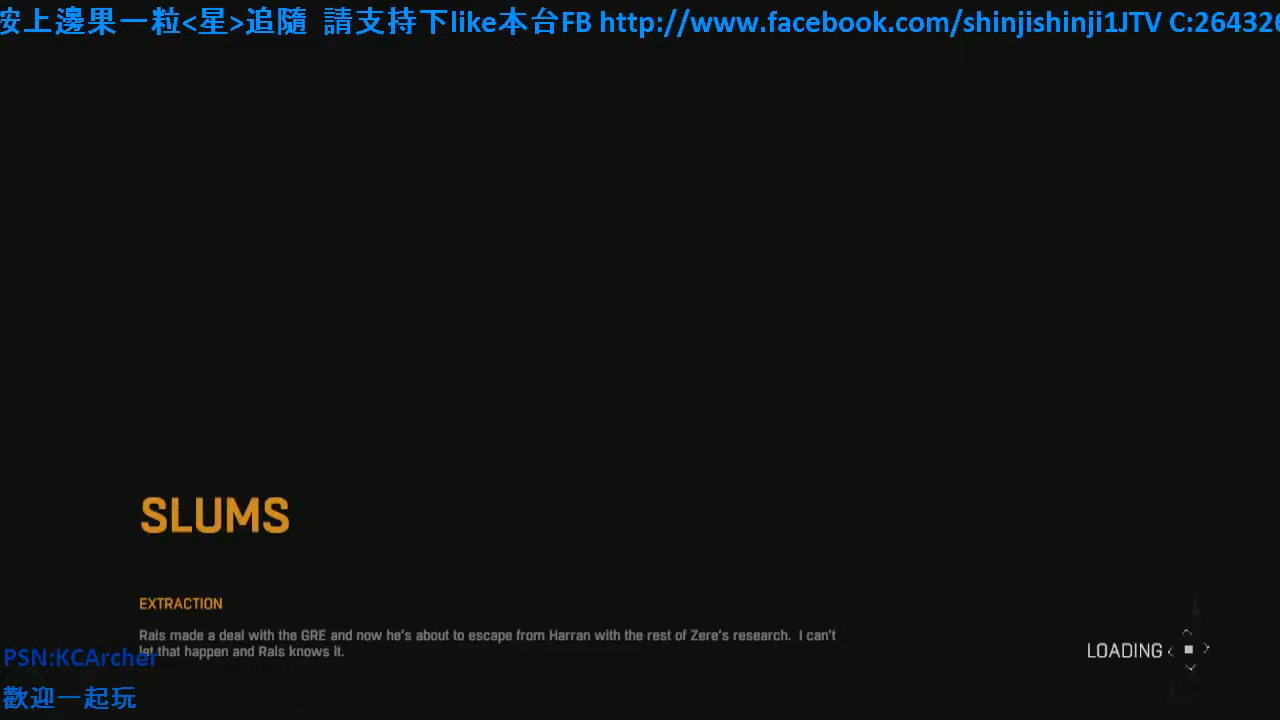 按上邊果一粒<星>追隨 請支持下like本台FB http://www.facebook.com/shinjishinji1JTV C:264326
SLUMS
EXTRACTION
Rais made a deal with the GRE and now he's about to escape from Harran with the rest of Zere's research. I can't
let that happen and Rais knows it.
LOADING
PSN:KCArcher
歡迎一起玩